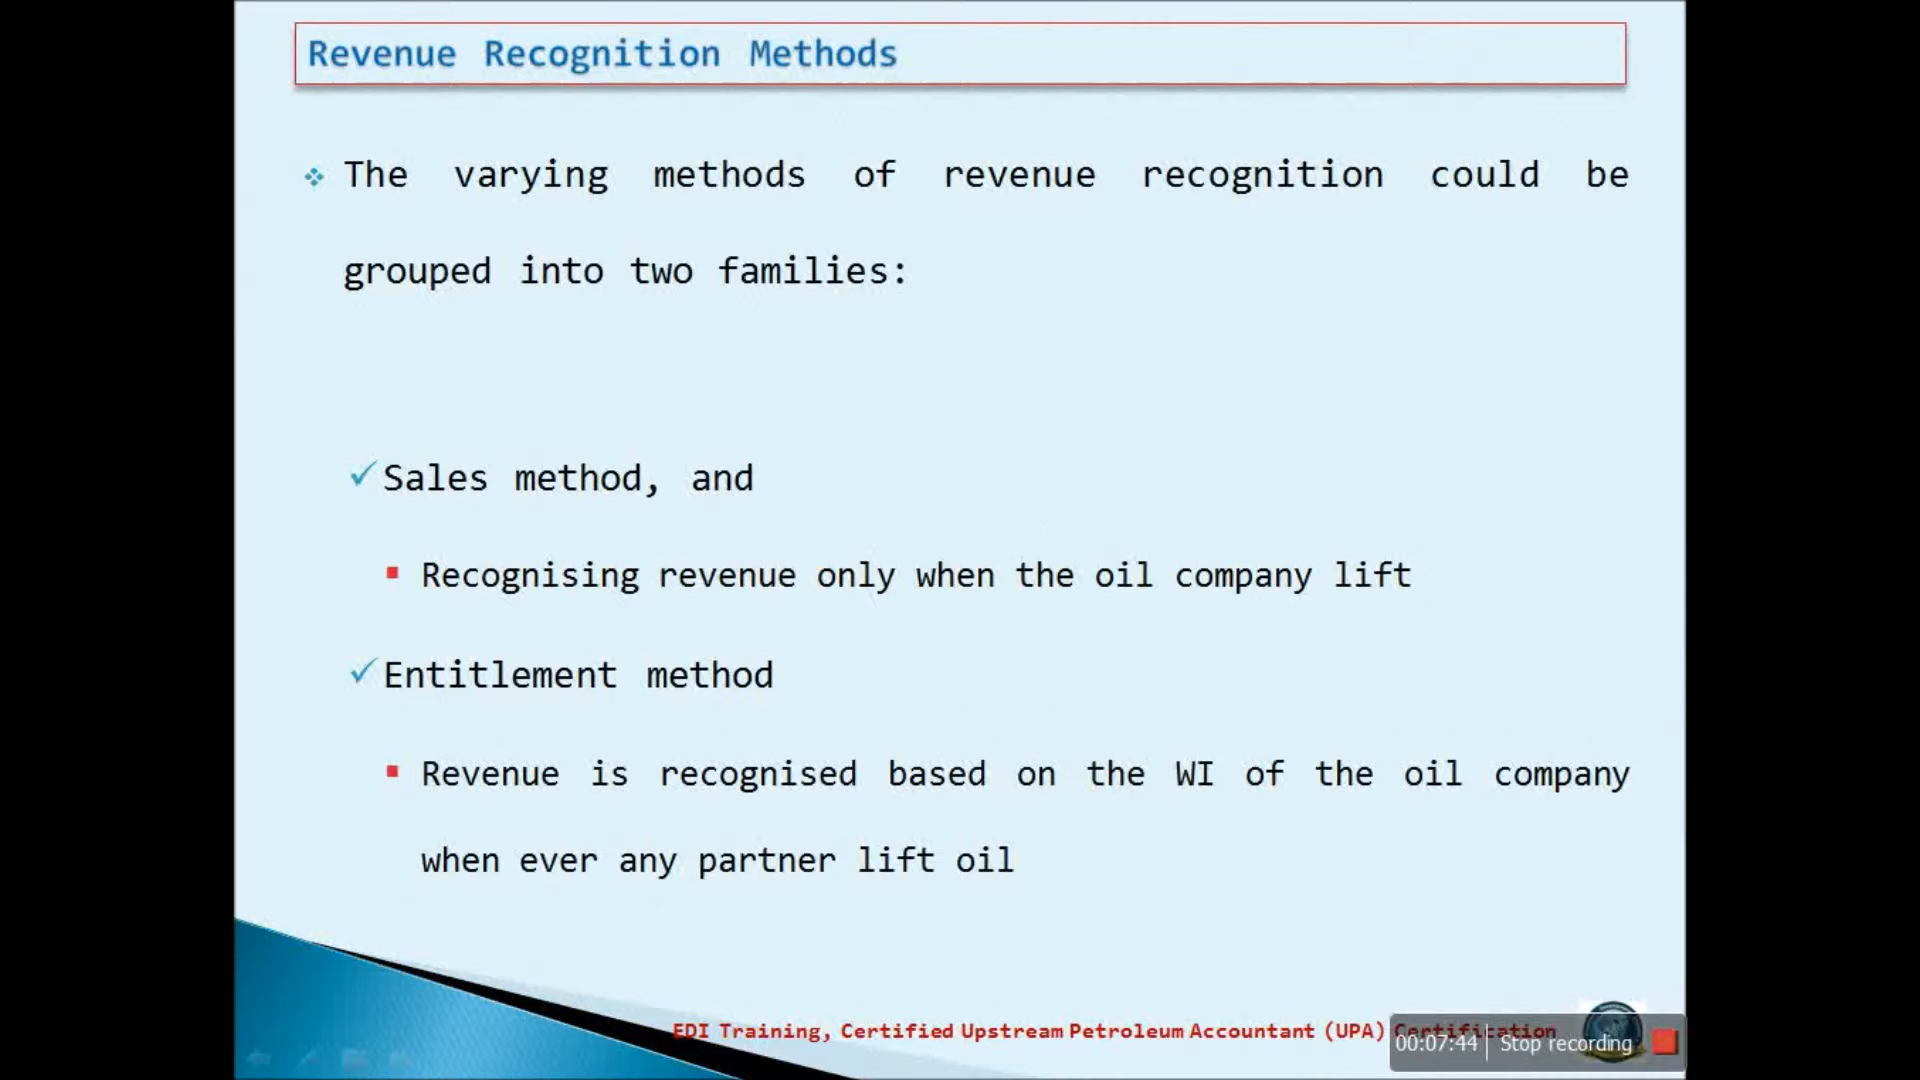 Revenue Recognition Methods
The varying methods of revenue recognition could be
grouped into two families:
Sales method, and
Recognising revenue only when the oil company lift
Entitlement method
Revenue is recognised based on the WI of the oil company
when ever any partner lift oil
EDI Training, Certified Upstream Petroleum Accountant (UPA) Certification
00:07:44 Stop recording